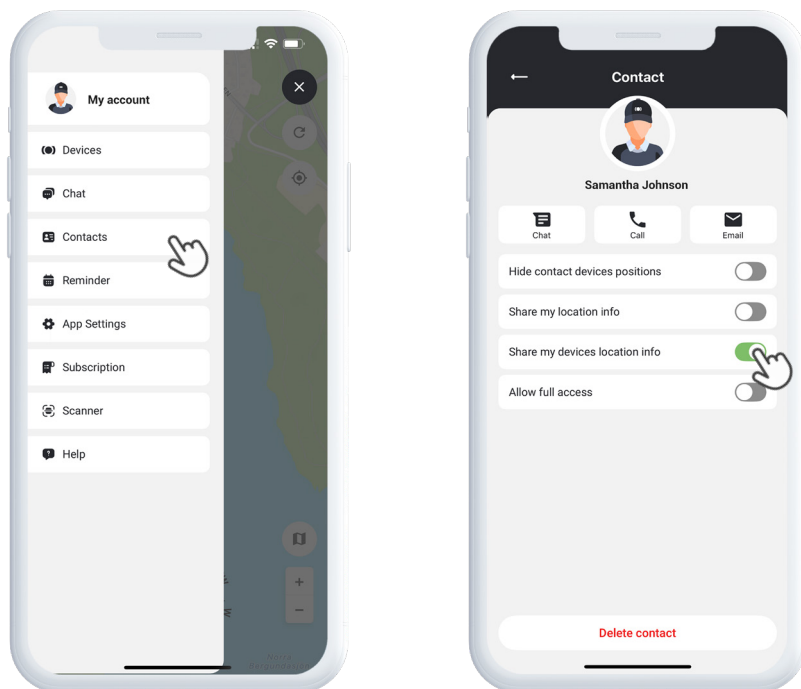 My account
Devices
Chat
Contacts
Reminder
App Settings
Subscription
Scanner
Help
Contact
Samantha Johnson
Chat
Call
Email
Hide contact devices positions
Share my location info
Share my devices location info
Allow full access
Delete contact